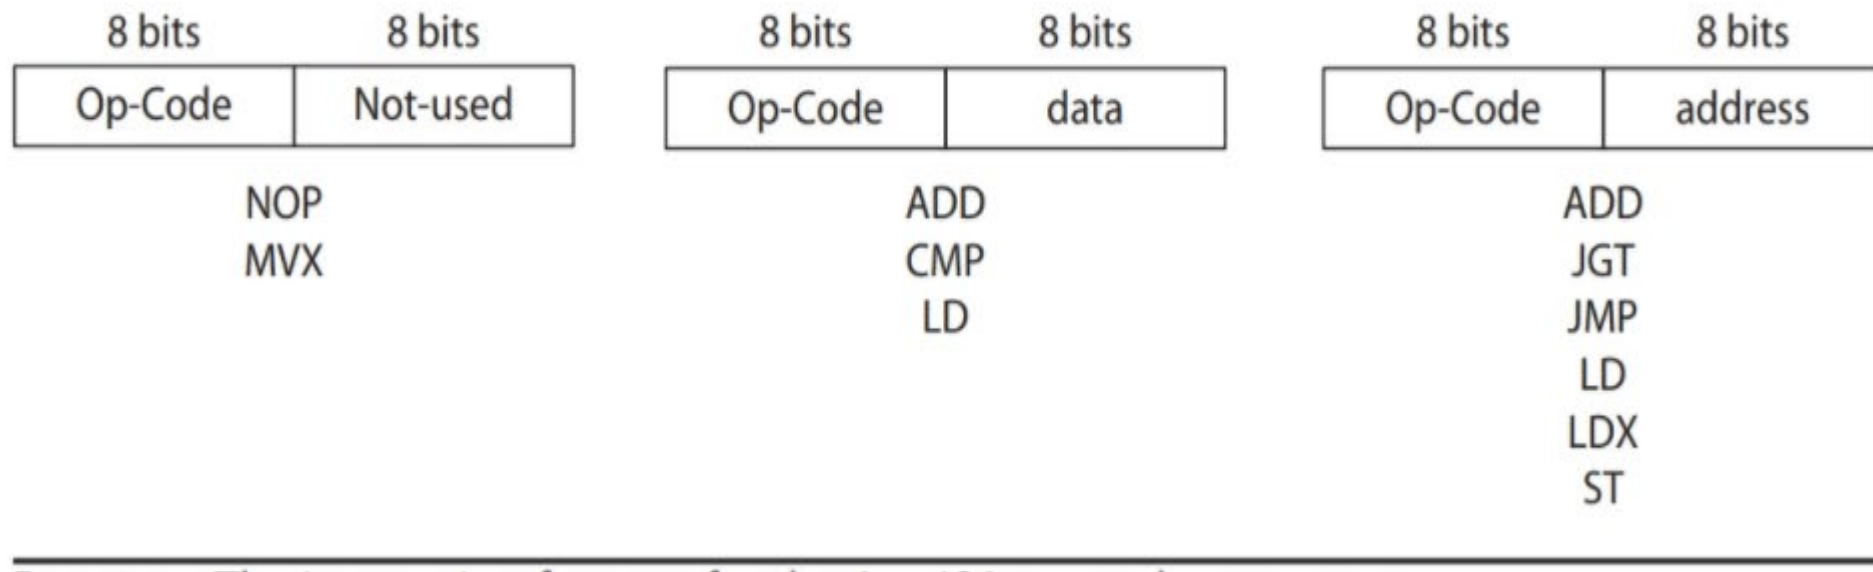 8 bits 8 bits 8 bits 8 bits 8 bits 8 bits
Op-Code Not-used Op-Code data Op-Code address
NOP ADD ADD
MVX CMP JGT
LD JMP
LD
LDX
ST